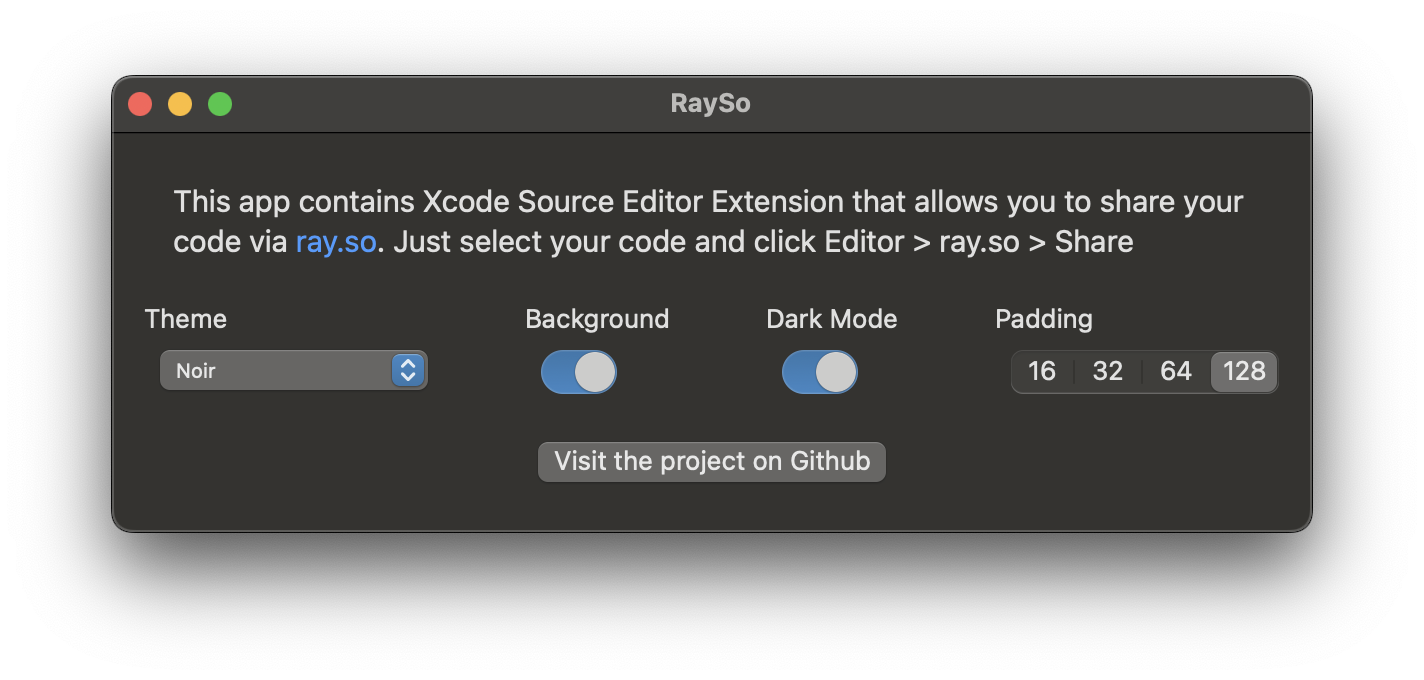 RaySo
This app contains Xcode Source Editor Extension that allows you to share your
code via ray.so. Just select your code and click Editor > ray.so > Share
Theme Background Dark Mode Padding
Noir 16 32 64 128
Visit the project on Github